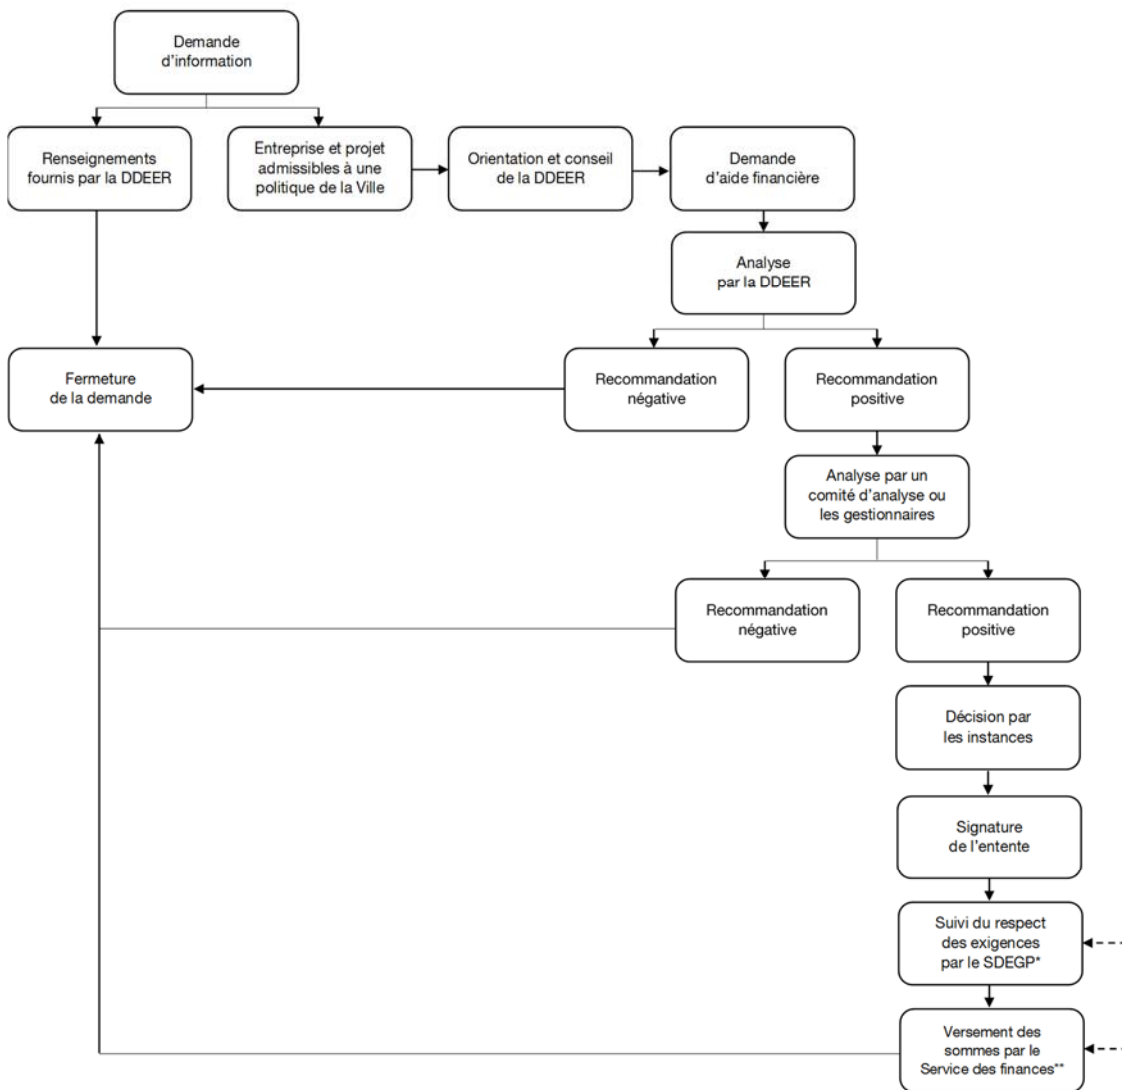 Demande
d'information
Renseignements
fournis par la DDEER
Entreprise et projet
admissibles à une
politique de la Ville
Orientation et conseil
de la DDEER
Demande
d'aide financière
Analyse
par la DDEER
Fermeture
de la demande
Recommandation
négative
Recommandation
positive
Analyse par un
comité d'analyse ou
les gestionnaires
Recommandation
négative
Recommandation
positive
Décision par
les instances
Signature
de l'entente
Suivi du respect
des exigences
par le SDEGP*
Versement des
sommes par le
Service des finances**